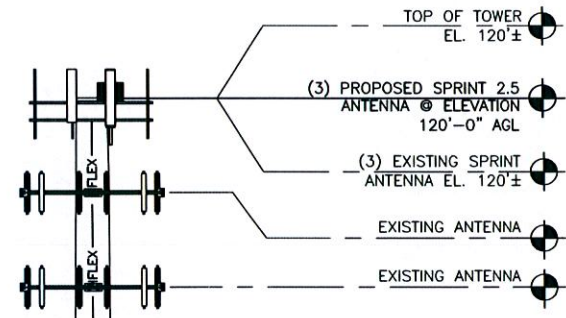 TOP OF TOWER
EL. 120'±
(3) PROPOSED SPRINT 2.5
ANTENNA @ ELEVATION
120'-0" AGL
(3) EXISTING SPRINT
ANTENNA EL. 120'±
EXISTING ANTENNA
EXISTING ANTENNA
FLEX
FLEX